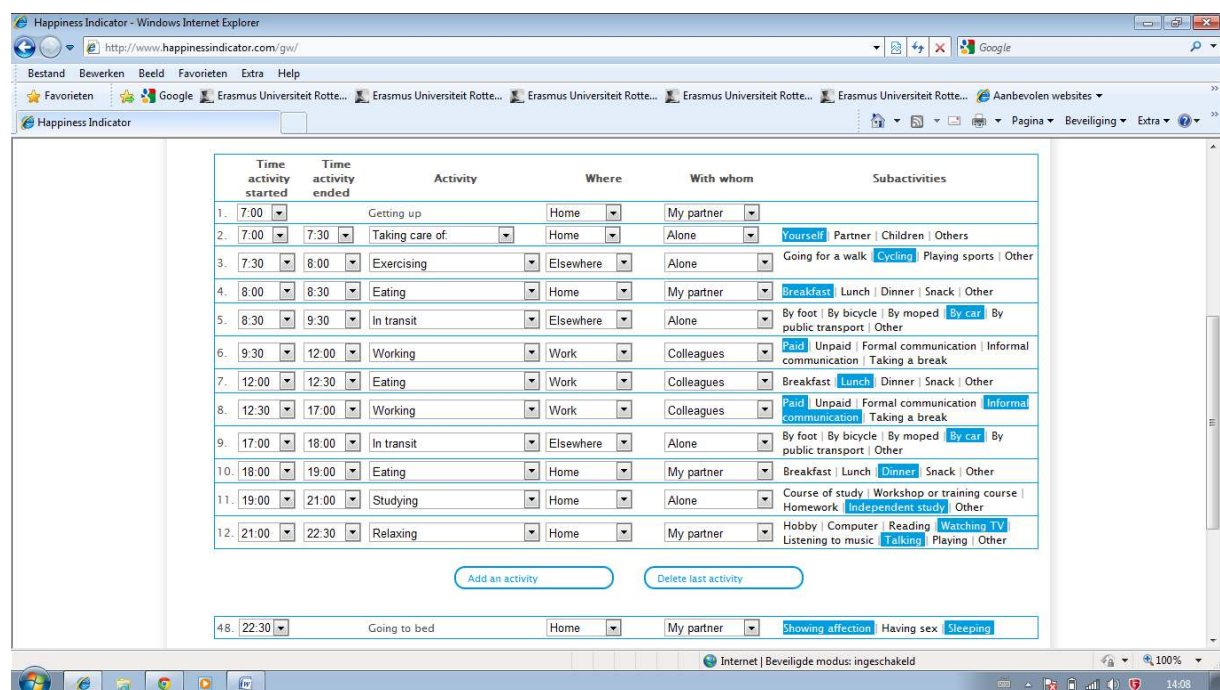 Happiness Indicator - Windows Internet Explorer
http://www.happinessindicator.com/gw/
Google
Bestand Bewerken Beeld Favorieten Extra Help
Favorieten Google Erasmus Universiteit Rotte... Erasmus Universiteit Rotte... Erasmus Universiteit Rotte... Erasmus Universiteit Rotte... Erasmus Universiteit Rotte... Aanbevolen websites
Happiness Indicator Pagina Beveiliging Extra
Time activity started Time activity ended Activity Where With whom Subactivities
1. 7:00 Getting up Home My partner
2. 7:00 7:30 Taking care of: Home Alone Yourself | Partner | Children | Others
3. 7:30 8:00 Exercising Elsewhere Alone Going for a walk | Cycling | Playing sports | Other
4. 8:00 8:30 Eating Home My partner Breakfast | Lunch | Dinner | Snack | Other
5. 8:30 9:30 In transit Elsewhere Alone By foot | By bicycle | By moped | By car | By
public transport | Other
6. 9:30 12:00 Working Work Colleagues Paid | Unpaid | Formal communication | Informal
communication | Taking a break
7. 12:00 12:30 Eating Work Colleagues Breakfast | Lunch | Dinner | Snack | Other
8. 12:30 17:00 Working Work Colleagues Paid | Unpaid | Formal communication | Informal
communication | Taking a break
9. 17:00 18:00 In transit Elsewhere Alone By foot | By bicycle | By moped | By car | By
public transport | Other
10. 18:00 19:00 Eating Home My partner Breakfast | Lunch | Dinner | Snack | Other
11. 19:00 21:00 Studying Home Alone Course of study | Workshop or training course |
Homework | Independent study | Other
12. 21:00 22:30 Relaxing Home My partner Hobby | Computer | Reading | Watching TV |
Listening to music | Talking | Playing | Other
Add an activity Delete last activity
48. 22:30 Going to bed Home My partner Showing affection | Having sex | Sleeping
Internet | Beveiligde modus: ingeschakeld 100%
14:08